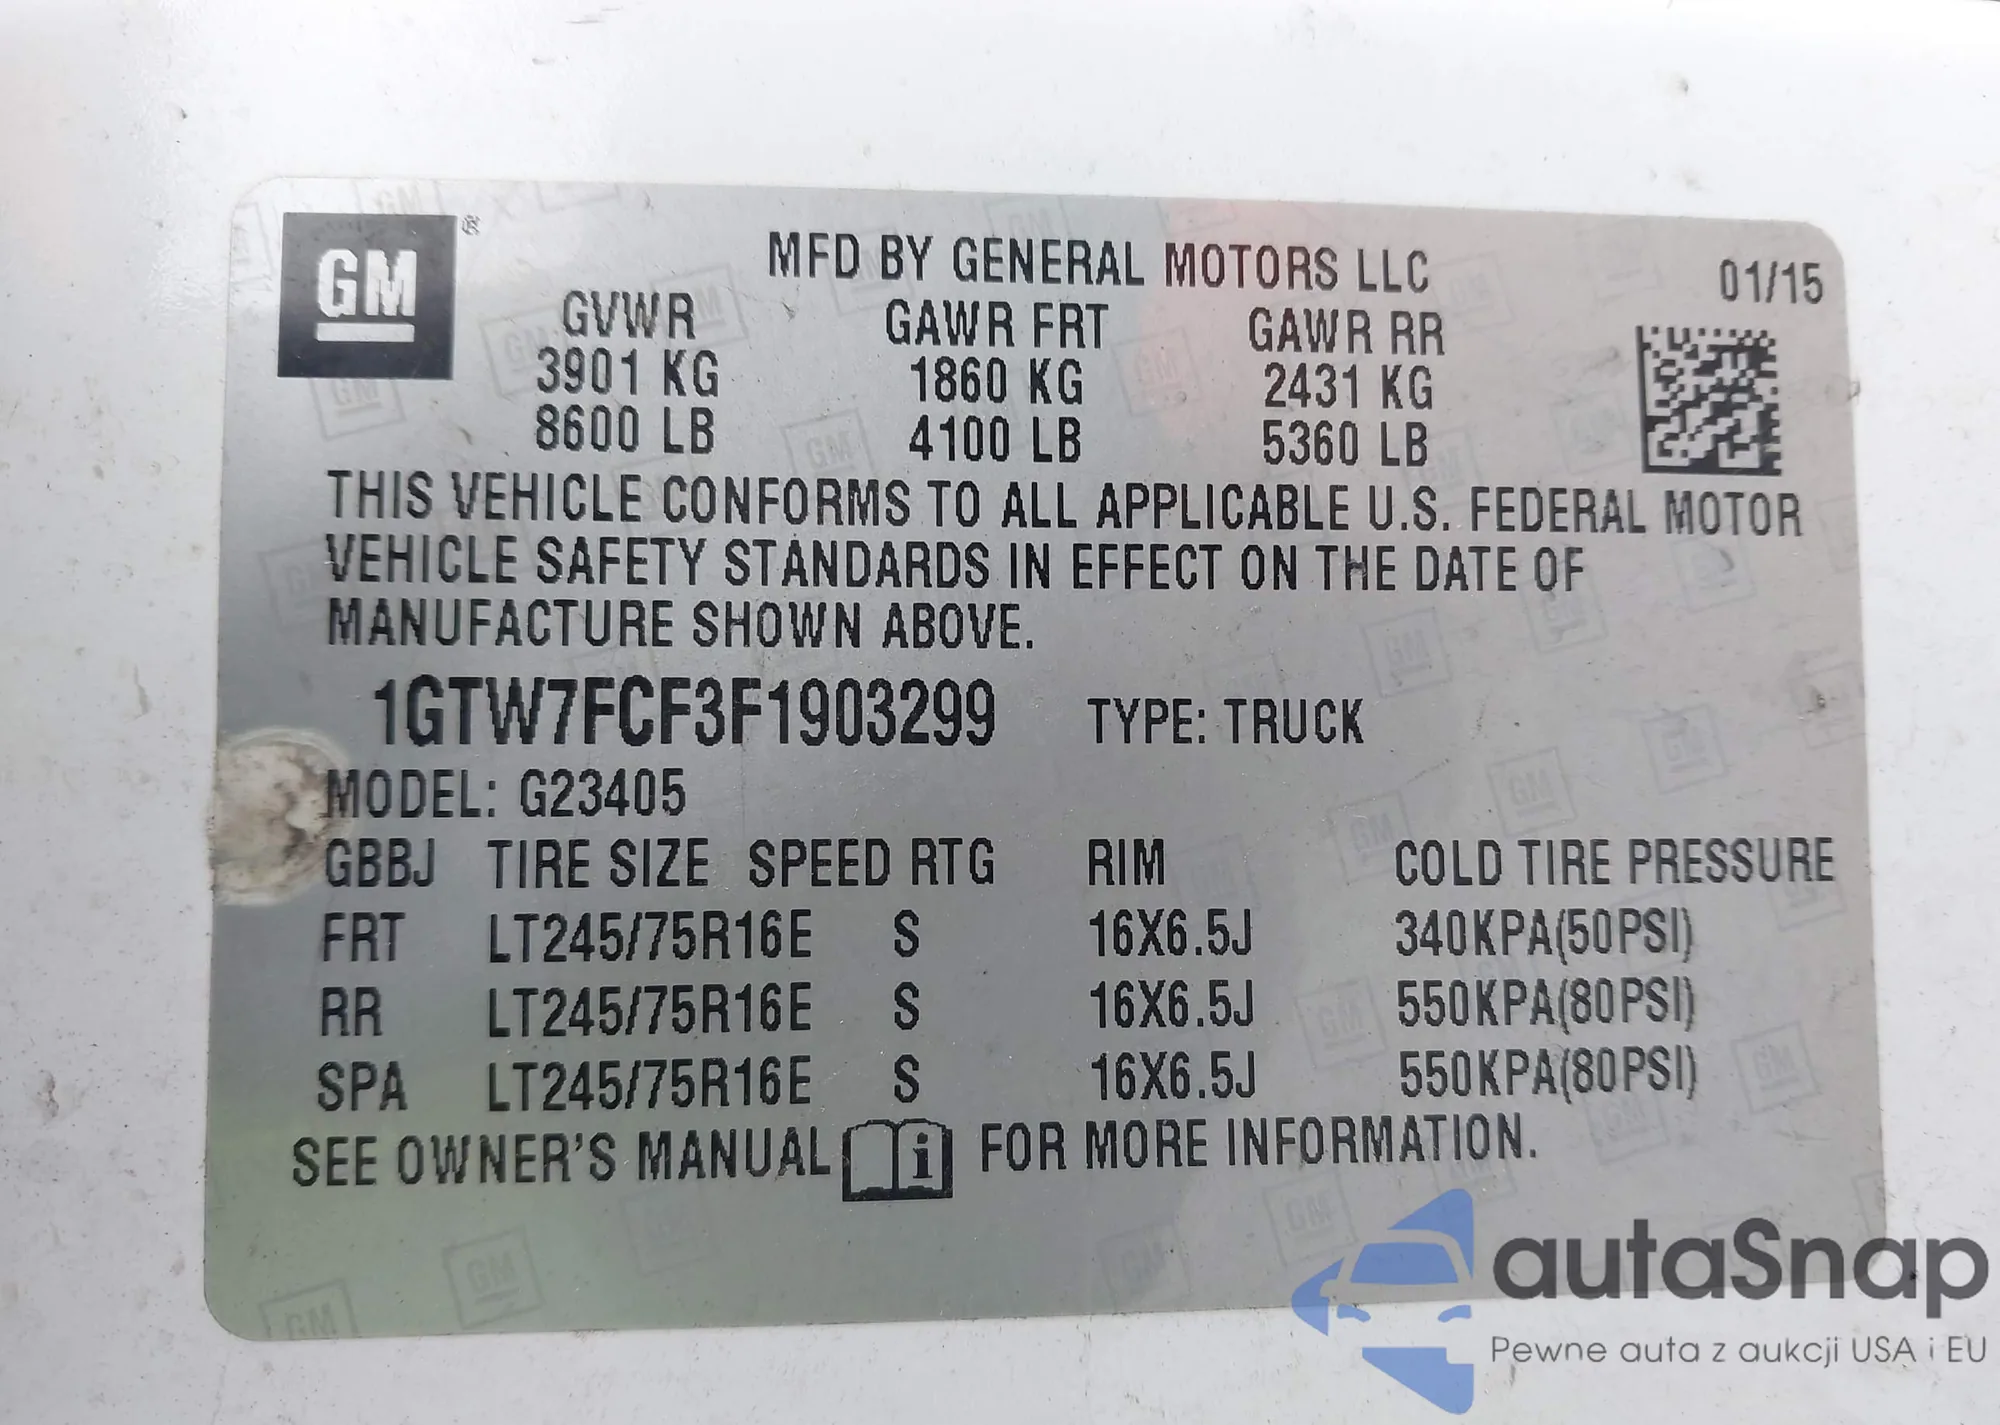 GM®
MFD BY GENERAL MOTORS LLC 01/15
GVWR GAWR FRT GAWR RR
3901 KG 1860 KG 2431 KG
8600 LB 4100 LB 5360 LB
THIS VEHICLE CONFORMS TO ALL APPLICABLE U.S. FEDERAL MOTOR
VEHICLE SAFETY STANDARDS IN EFFECT ON THE DATE OF
MANUFACTURE SHOWN ABOVE.
1GTW7FCF3F1903299 TYPE: TRUCK
MODEL: G23405
GBBJ TIRE SIZE SPEED RTG RIM COLD TIRE PRESSURE
FRT LT245/75R16E S 16X6.5J 340KPA(50PSI)
RR LT245/75R16E S 16X6.5J 550KPA(80PSI)
SPA LT245/75R16E S 16X6.5J 550KPA(80PSI)
SEE OWNER'S MANUAL i FOR MORE INFORMATION.
autaSnap
Pewne auta z aukcji USA i EU